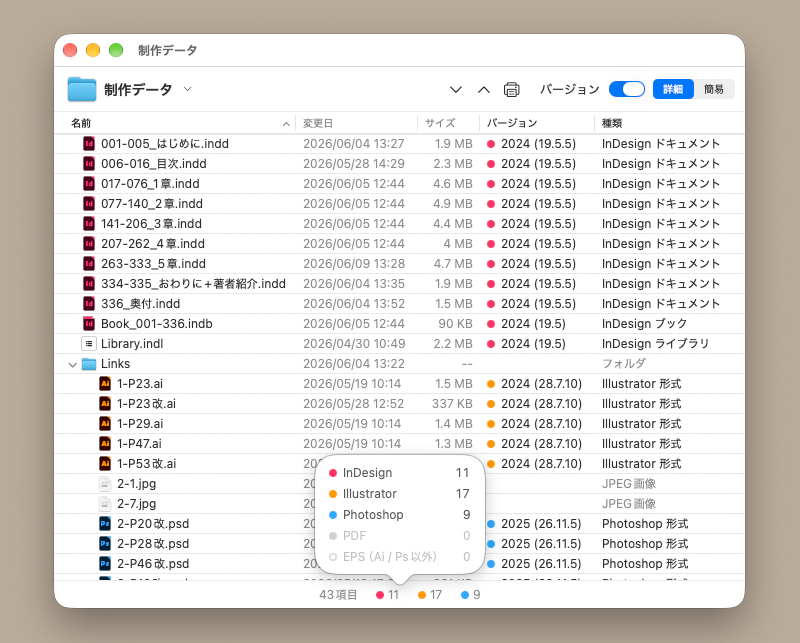 制作データ
制作データ バージョン 詳細 簡易
名前 変更日 サイズ バージョン 種類
001-005_はじめに.indd 2026/06/04 13:27 1.9 MB 2024 (19.5.5) InDesign ドキュメント
006-016_目次.indd 2026/05/28 14:29 2.3 MB 2024 (19.5.5) InDesign ドキュメント
017-076_1章.indd 2026/06/05 12:44 4.6 MB 2024 (19.5.5) InDesign ドキュメント
077-140_2章.indd 2026/06/05 12:44 4.9 MB 2024 (19.5.5) InDesign ドキュメント
141-206_3章.indd 2026/06/05 12:44 4.4 MB 2024 (19.5.5) InDesign ドキュメント
207-262_4章.indd 2026/06/05 12:44 4 MB 2024 (19.5.5) InDesign ドキュメント
263-333_5章.indd 2026/06/09 13:28 4.7 MB 2024 (19.5.5) InDesign ドキュメント
334-335_おわりに+著者紹介.indd 2026/06/04 13:35 1.9 MB 2024 (19.5.5) InDesign ドキュメント
336_奥付.indd 2026/06/04 13:52 1.5 MB 2024 (19.5.5) InDesign ドキュメント
Book_001-336.indb 2026/06/05 12:44 90 KB 2024 (19.5) InDesign ブック
Library.indl 2026/04/30 10:49 2.2 MB 2024 (19.5) InDesign ライブラリ
Links 2026/06/04 13:22 -- フォルダ
1-P23.ai 2026/05/19 10:14 1.5 MB 2024 (28.7.10) Illustrator 形式
1-P23改.ai 2026/05/28 12:52 337 KB 2024 (28.7.10) Illustrator 形式
1-P29.ai 2026/05/19 10:14 1.4 MB 2024 (28.7.10) Illustrator 形式
1-P47.ai 2026/05/19 10:14 1.3 MB 2024 (28.7.10) Illustrator 形式
1-P53改.ai 2024 (28.7.10) Illustrator 形式
2-1.jpg JPEG画像
2-7.jpg JPEG画像
2-P20改.psd 2025 (26.11.5) Photoshop 形式
2-P28改.psd 2025 (26.11.5) Photoshop 形式
2-P46改.psd 2025 (26.11.5) Photoshop 形式
InDesign 11
Illustrator 17
Photoshop 9
PDF 0
EPS (Ai / Ps以外) 0
43項目 11 17 9